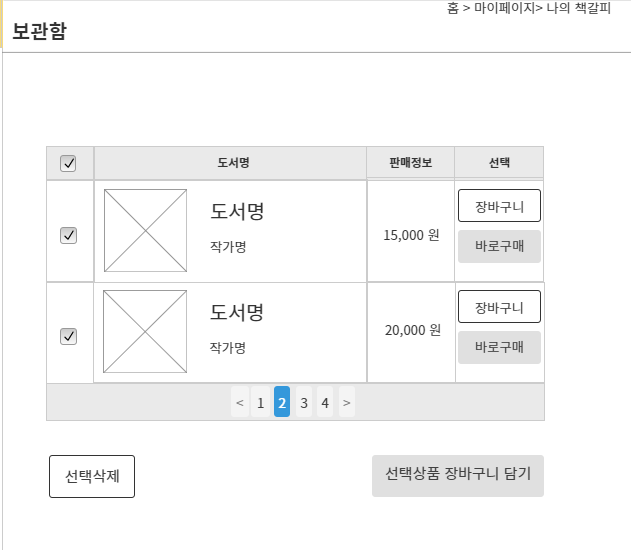 홈 > 마이페이지> 나의 책갈피
보관함
도서명 판매정보 선택
도서명
작가명
15,000 원
장바구니
바로구매
도서명
작가명
20,000 원
장바구니
바로구매
< 1 2 3 4 >
선택삭제 선택상품 장바구니 담기